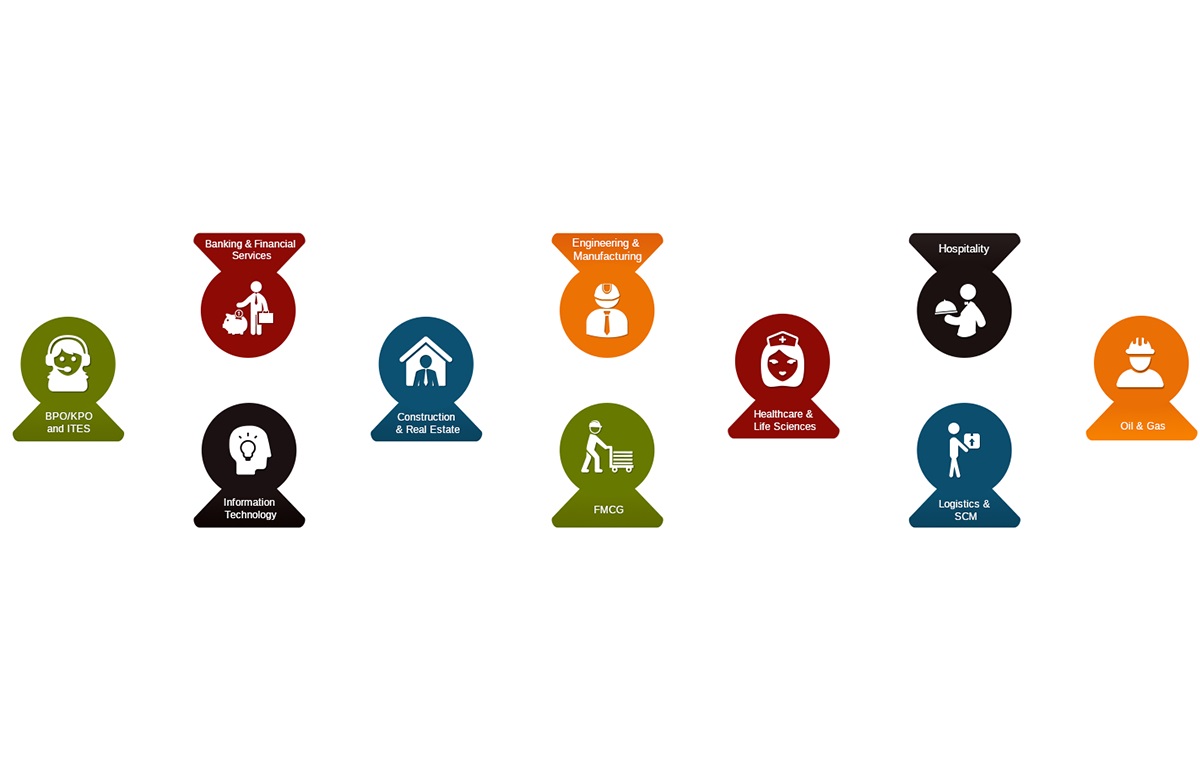 Banking & Financial
Services
Engineering &
Manufacturing
Hospitality
BPO/KPO
and ITES
Construction
& Real Estate
Healthcare &
Life Sciences
Oil & Gas
Information
Technology
FMCG
Logistics &
SCM